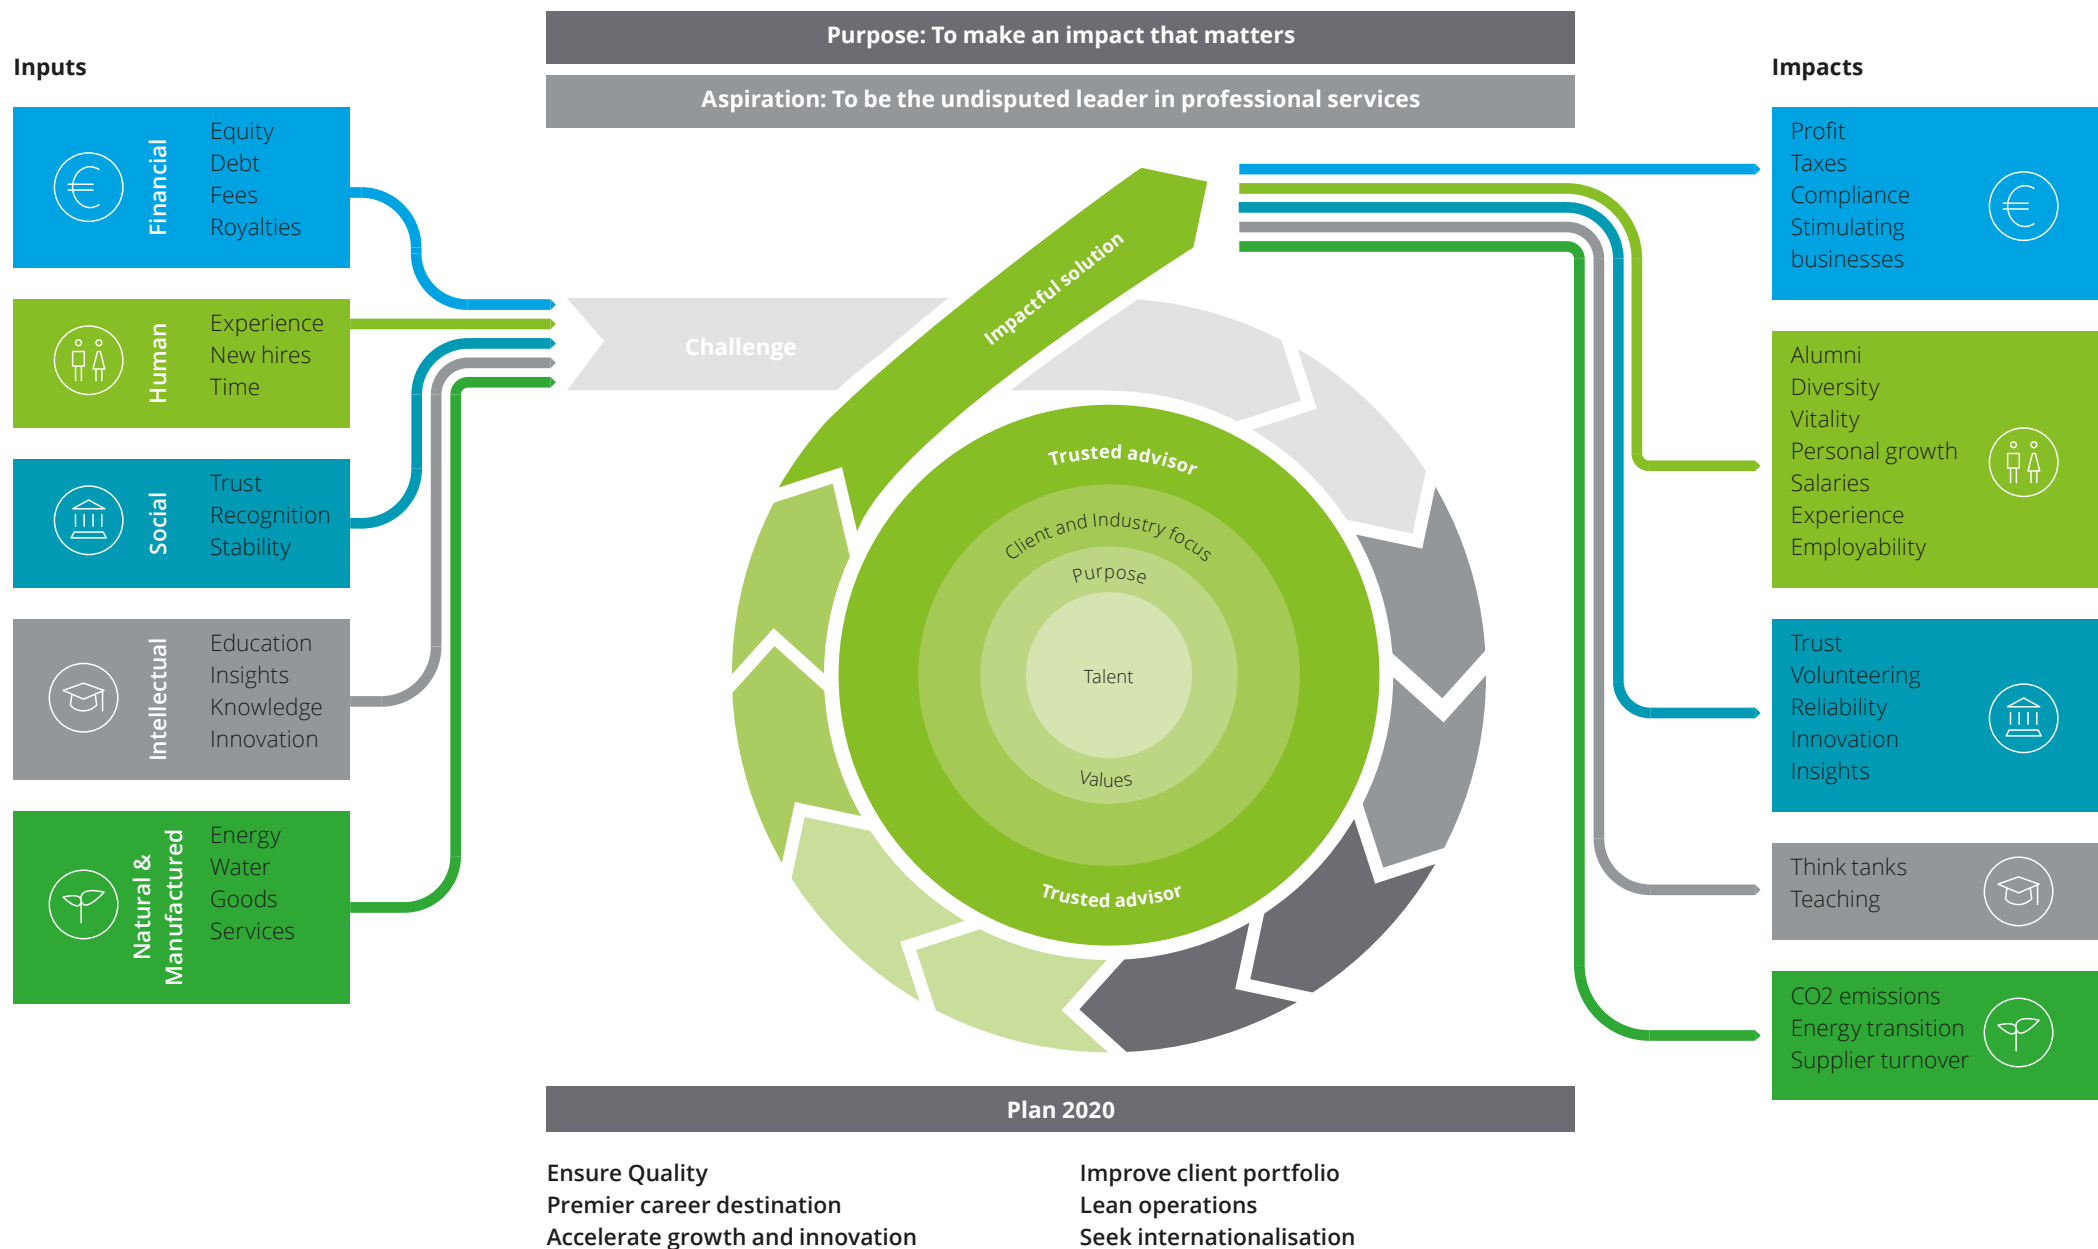 Purpose: To make an impact that matters
Aspiration: To be the undisputed leader in professional services
Inputs
Financial
Equity
Debt
Fees
Royalties
Human
Experience
New hires
Time
Social
Trust
Recognition
Stability
Intellectual
Education
Insights
Knowledge
Innovation
Natural &
Manufactured
Energy
Water
Goods
Services
Challenge
Impactful solution
Trusted advisor
Client and Industry focus
Purpose
Talent
Values
Trusted advisor
Impacts
Profit
Taxes
Compliance
Stimulating
businesses
Alumni
Diversity
Vitality
Personal growth
Salaries
Experience
Employability
Trust
Volunteering
Reliability
Innovation
Insights
Think tanks
Teaching
CO2 emissions
Energy transition
Supplier turnover
Plan 2020
Ensure Quality
Premier career destination
Accelerate growth and innovation
Improve client portfolio
Lean operations
Seek internationalisation